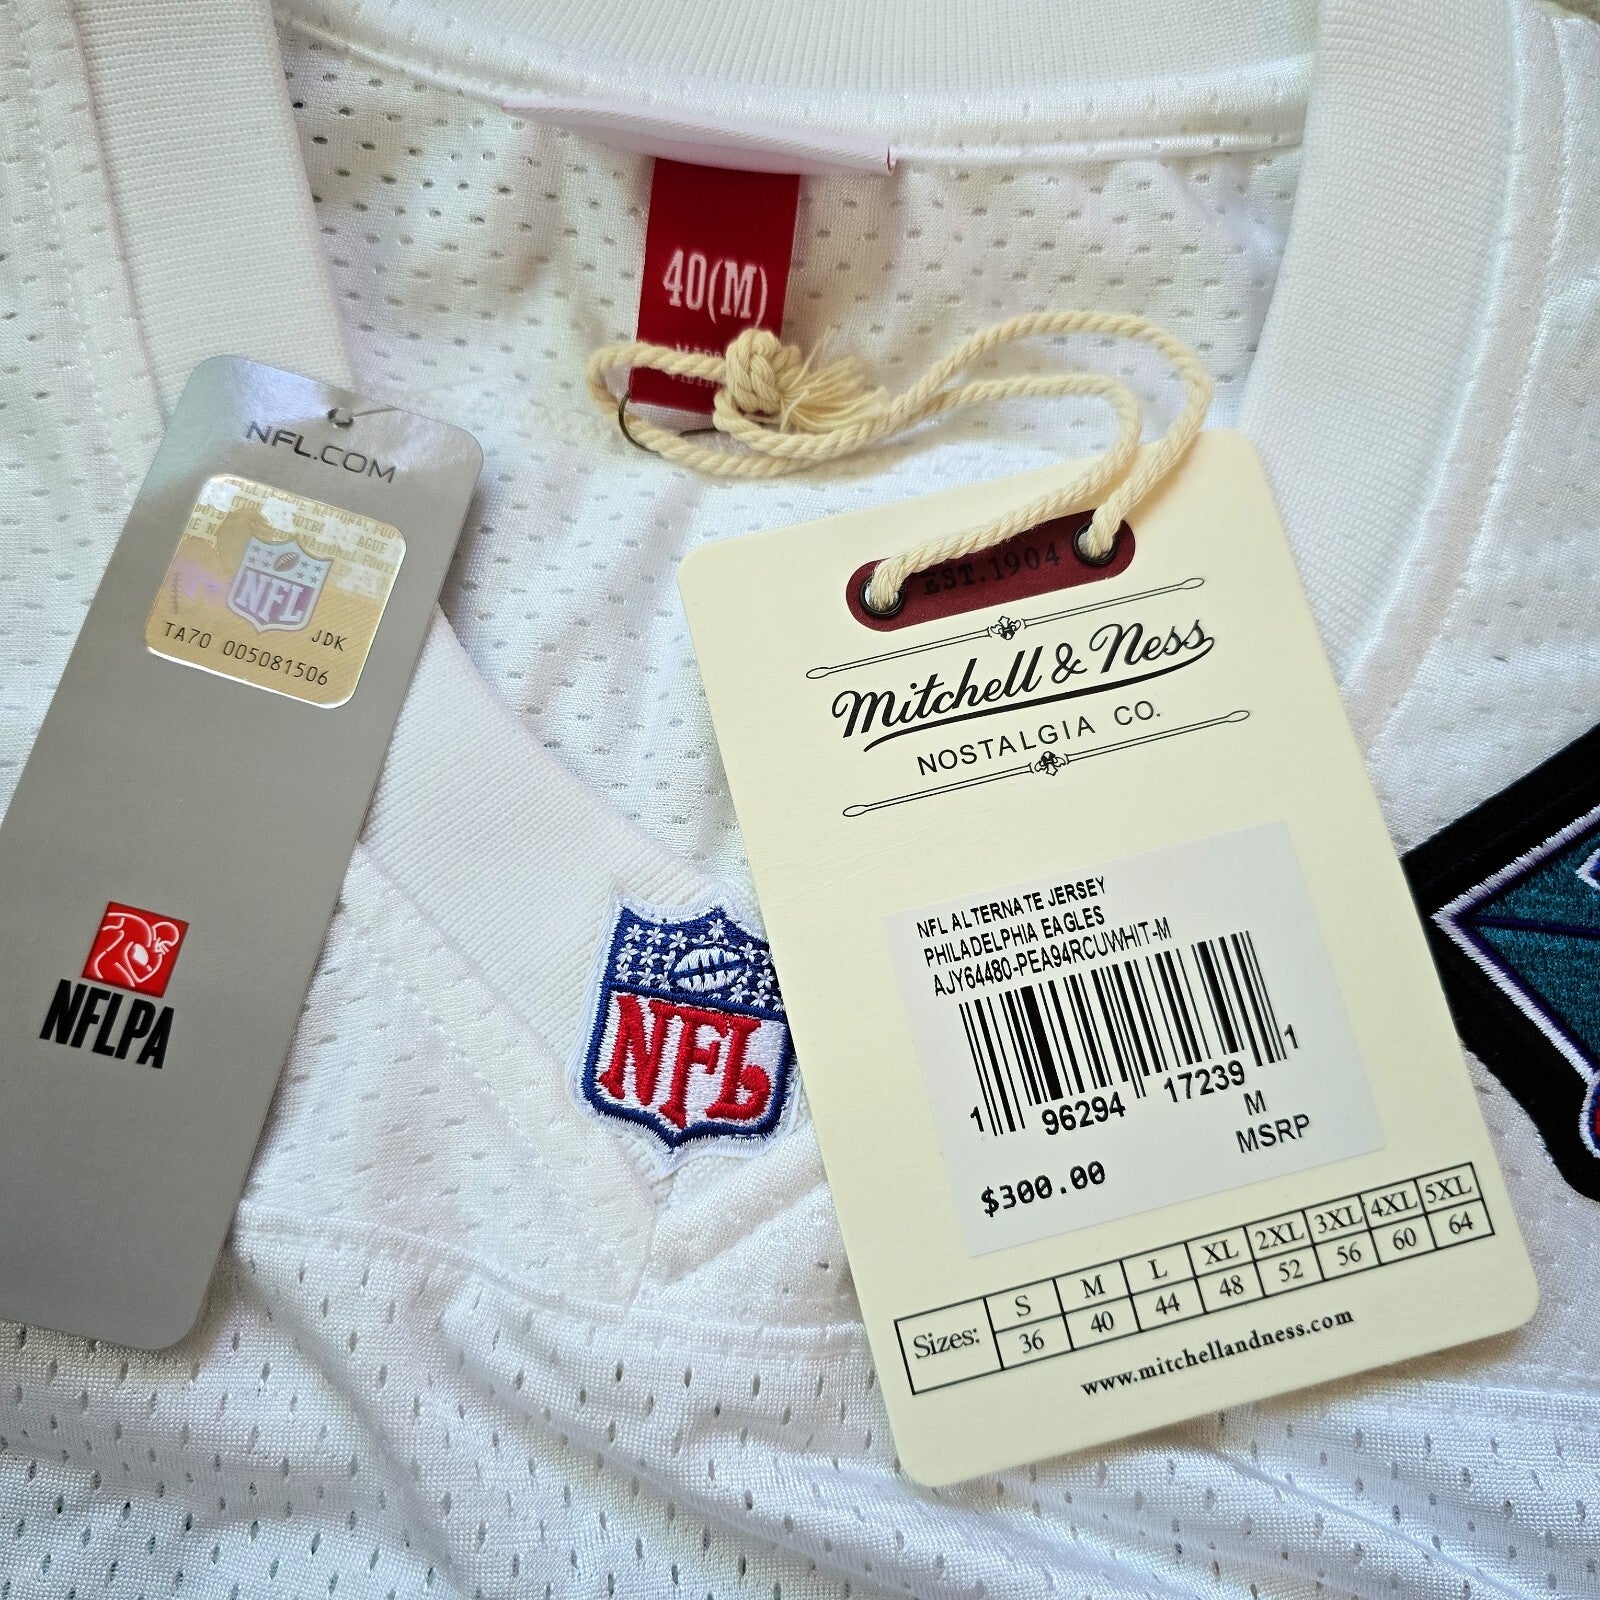 40(M)
NFL.COM
NATIONAL FOOT
NFL
JDK
TA70 005081506
NFLPA
NFL
EST.1904
Mitchell & Ness
NOSTALGIA CO.
NFL ALTERNATE JERSEY
PHILADELPHIA EAGLES
AJY64480-PEA94RCUWHIT-M
1 96294 17239 1
M
MSRP
$300.00
Sizes: S M L XL 2XL 3XL 4XL 5XL
36 40 44 48 52 56 60 64
www.mitchellandness.com